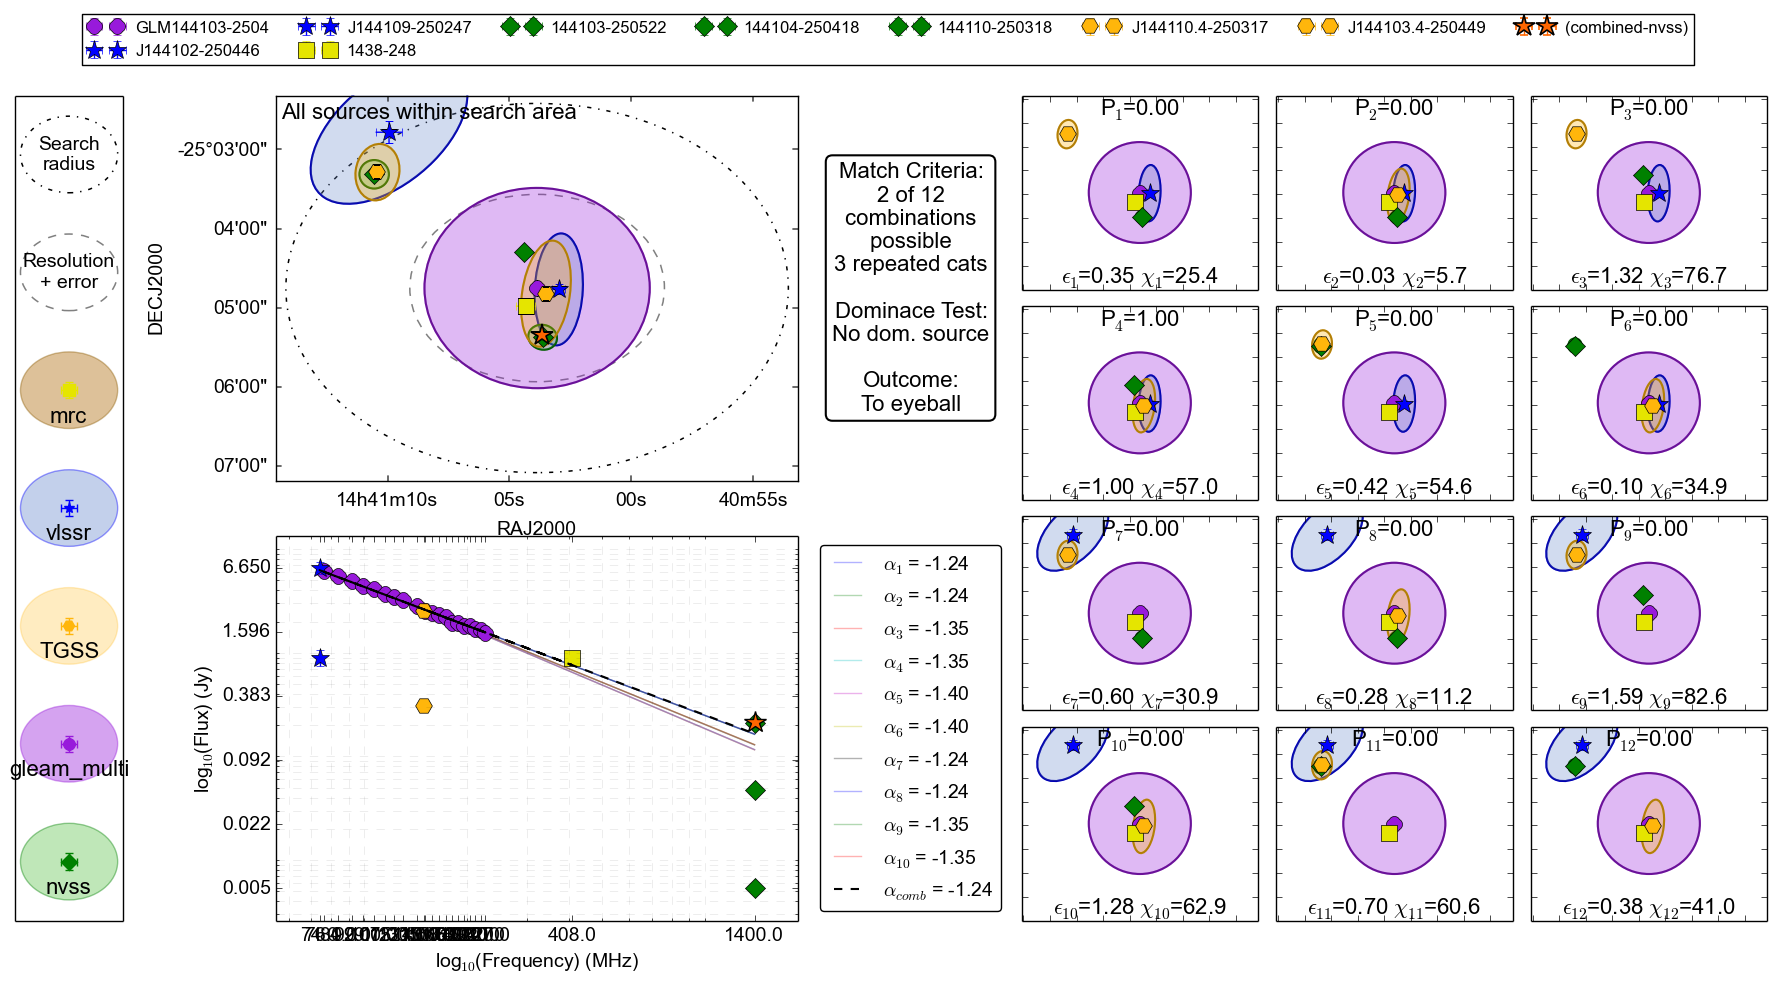 GLM144103-2504
J144109-250247
144103-250522
144104-250418
144110-250318
J144110.4-250317
J144103.4-250449
(combined-nvss)
J144102-250446
1438-248
Search
radius
Resolution
+ error
mrc
vlssr
TGSS
gleam_multi
nvss
All sources within search area
DECJ2000
-25°03'00"
04'00"
05'00"
06'00"
07'00"
14h41m10s
05s
00s
40m55s
RAJ2000
Match Criteria:
2 of 12
combinations
possible
3 repeated cats
Dominace Test:
No dom. source
Outcome:
To eyeball
log₁₀(Flux) (Jy)
6.650
1.596
0.383
0.092
0.022
0.005
408.0
1400.0
log₁₀(Frequency) (MHz)
α₁ = -1.24
α₂ = -1.24
α₃ = -1.35
α₄ = -1.35
α₅ = -1.40
α₆ = -1.40
α₇ = -1.24
α₈ = -1.24
α₉ = -1.35
α₁₀ = -1.35
α_comb = -1.24
P₁=0.00
ϵ₁=0.35 χ₁=25.4
P₂=0.00
ϵ₂=0.03 χ₂=5.7
P₃=0.00
ϵ₃=1.32 χ₃=76.7
P₄=1.00
ϵ₄=1.00 χ₄=57.0
P₅=0.00
ϵ₅=0.42 χ₅=54.6
P₆=0.00
ϵ₆=0.10 χ₆=34.9
P₇=0.00
ϵ₇=0.60 χ₇=30.9
P₈=0.00
ϵ₈=0.28 χ₈=11.2
P₉=0.00
ϵ₉=1.59 χ₉=82.6
P₁₀=0.00
ϵ₁₀=1.28 χ₁₀=62.9
P₁₁=0.00
ϵ₁₁=0.70 χ₁₁=60.6
P₁₂=0.00
ϵ₁₂=0.38 χ₁₂=41.0